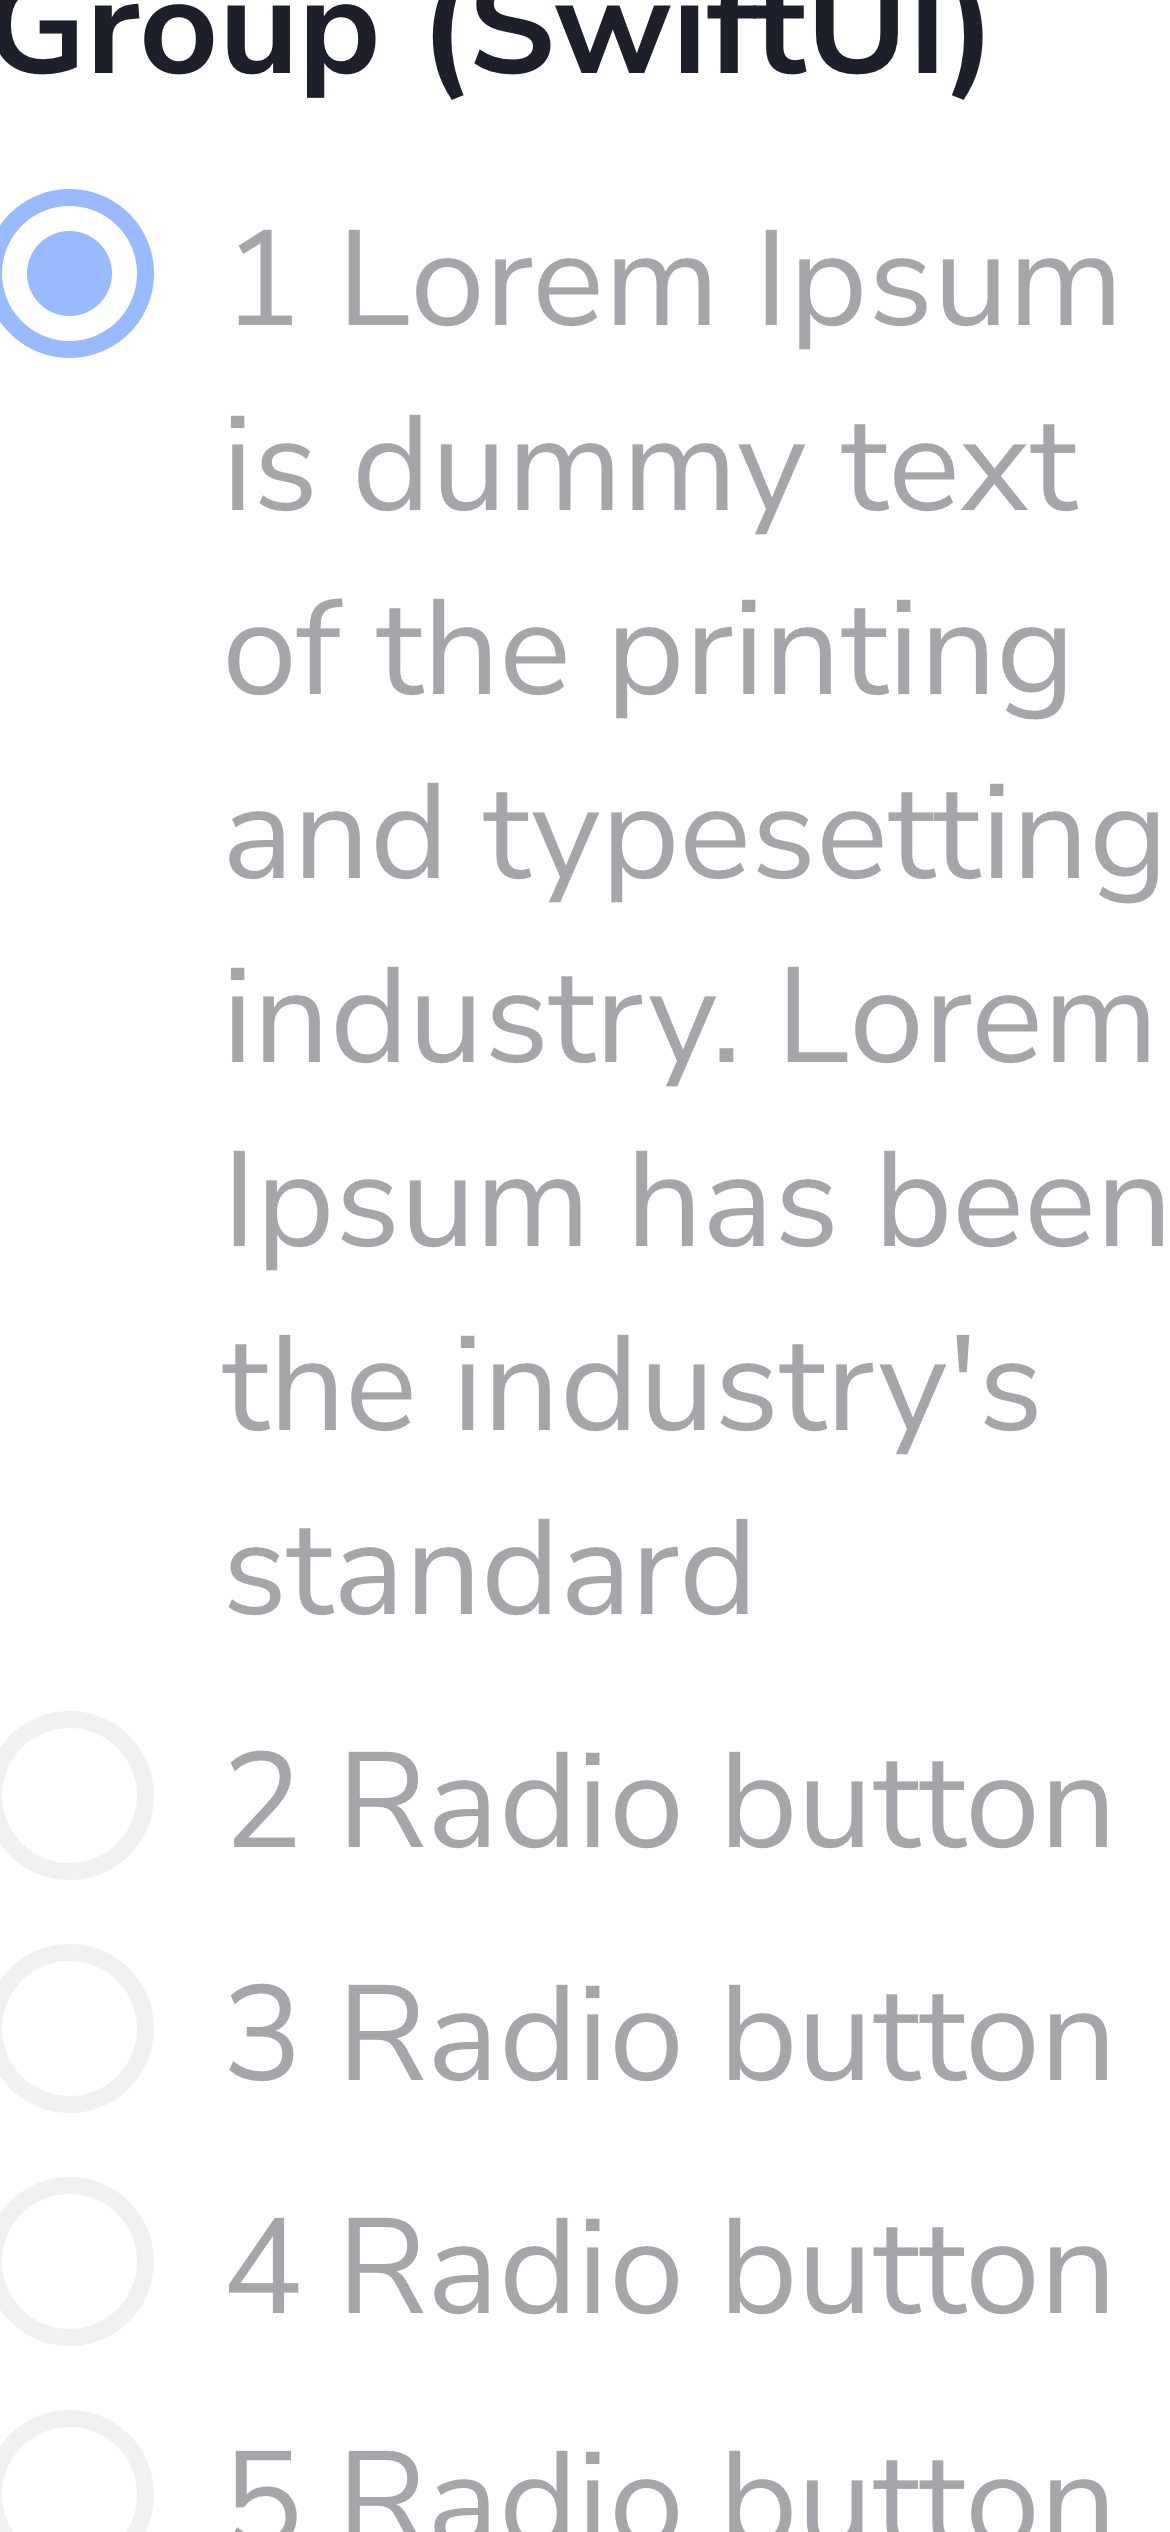 Group (SwiftUI)
1 Lorem Ipsum
is dummy text
of the printing
and typesetting
industry. Lorem
Ipsum has been
the industry's
standard
2 Radio button
3 Radio button
4 Radio button
5 Radio button